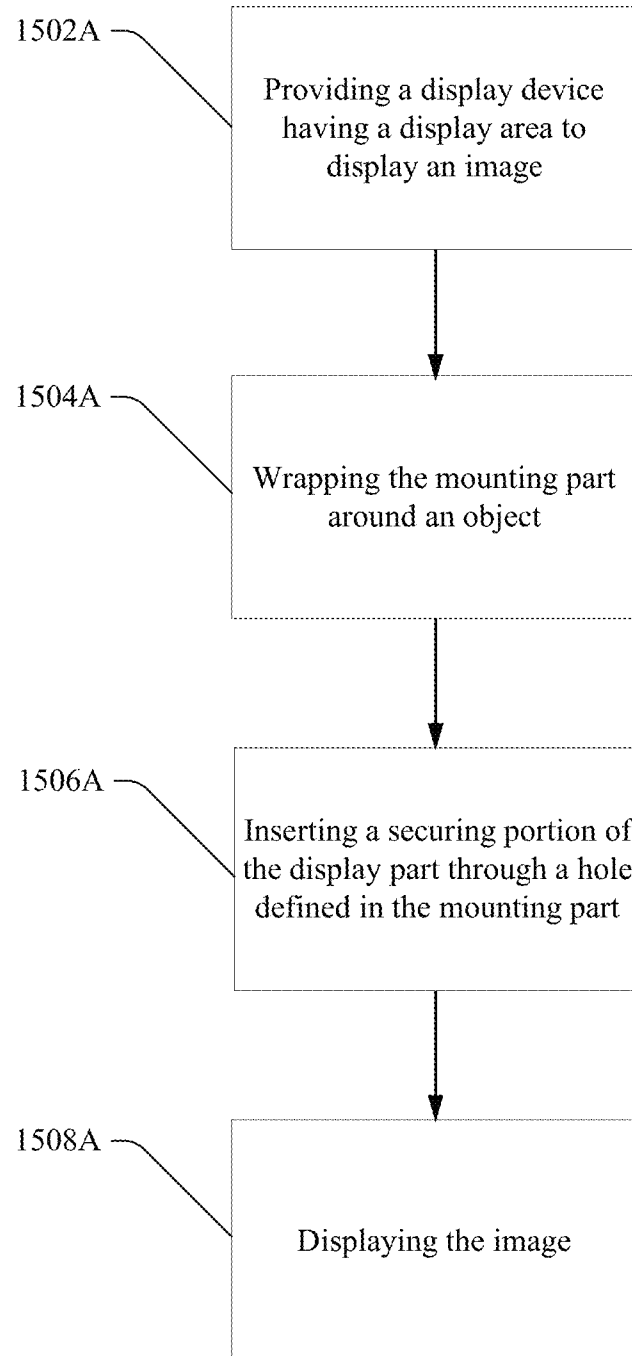 1502A
Providing a display device
having a display area to
display an image
1504A
Wrapping the mounting part
around an object
1506A
Inserting a securing portion of
the display part through a hole
defined in the mounting part
1508A
Displaying the image